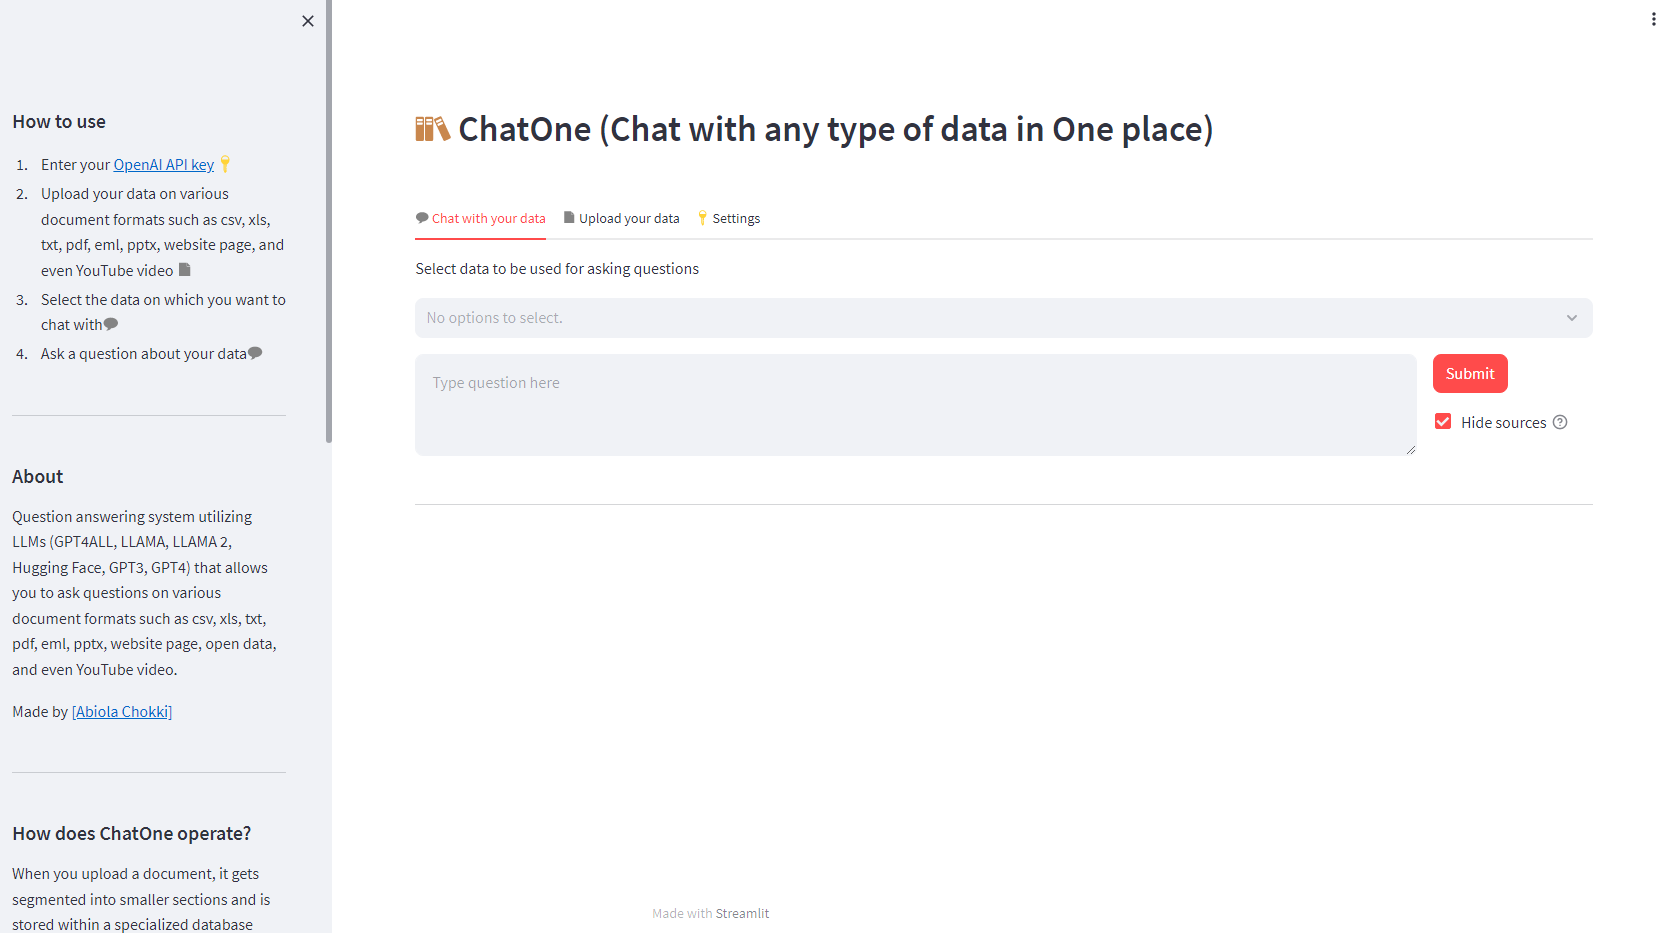 How to use
1. Enter your OpenAI API key
2. Upload your data on various
document formats such as csv, xls,
txt, pdf, eml, pptx, website page, and
even YouTube video
3. Select the data on which you want to
chat with
4. Ask a question about your data
About
Question answering system utilizing
LLMs (GPT4ALL, LLAMA, LLAMA 2,
Hugging Face, GPT3, GPT4) that allows
you to ask questions on various
document formats such as csv, xls, txt,
pdf, eml, pptx, website page, open data,
and even YouTube video.
Made by [Abiola Chokki]
How does ChatOne operate?
When you upload a document, it gets
segmented into smaller sections and is
stored within a specialized database
ChatOne (Chat with any type of data in One place)
Chat with your data Upload your data Settings
Select data to be used for asking questions
No options to select.
Type question here
Submit
Hide sources
Made with Streamlit